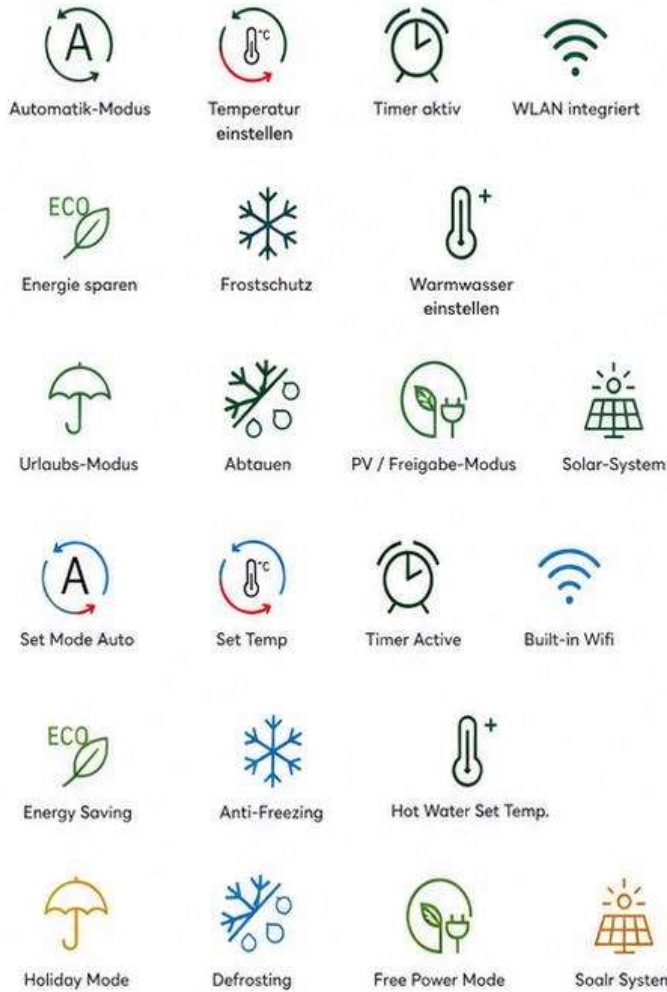 A
°C
Automatik-Modus
Temperatur
einstellen
Timer aktiv
WLAN integriert
ECO
+
Energie sparen
Frostschutz
Warmwasser
einstellen
Urlaubs-Modus
Abtauen
PV / Freigabe-Modus
Solar-System
A
°C
Set Mode Auto
Set Temp
Timer Active
Built-in Wifi
ECO
+
Energy Saving
Anti-Freezing
Hot Water Set Temp.
Holiday Mode
Defrosting
Free Power Mode
Soalr System